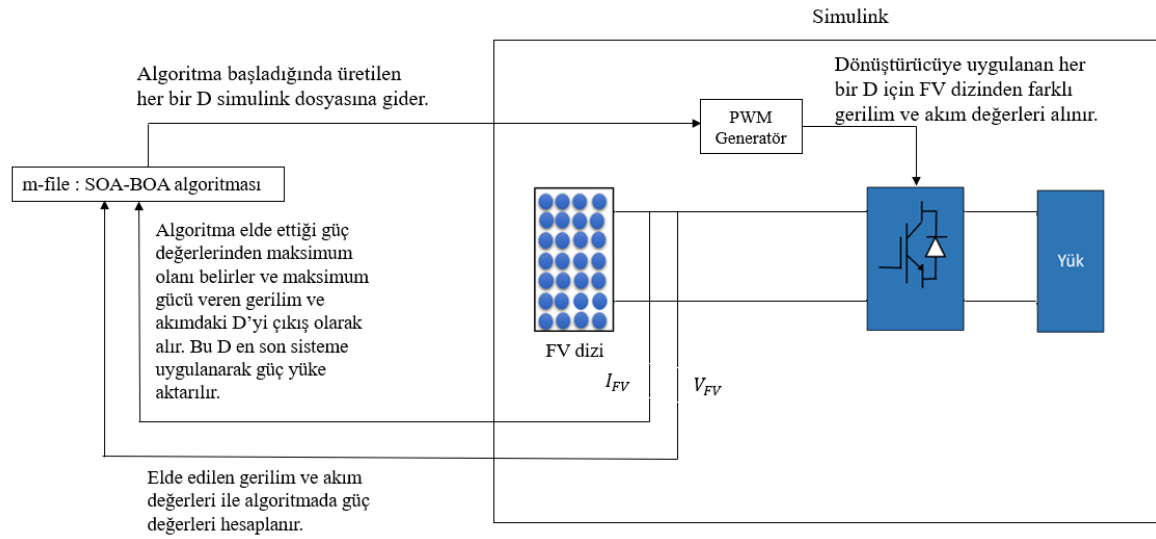 Simulink
Algoritma başladığında üretilen
her bir D simulink dosyasına gider.
Dönüştürücüye uygulanan her
bir D için FV dizinden farklı
gerilim ve akım değerleri alınır.
PWM
Generatör
m-file : SOA-BOA algoritması
Algoritma elde ettiği güç
değerlerinden maksimum
olanı belirler ve maksimum
gücü veren gerilim ve
akımdaki D’yi çıkış olarak
alır. Bu D en son sisteme
uygulanarak güç yüke
aktarılır.
Yük
FV dizi
I_FV
V_FV
Elde edilen gerilim ve akım
değerleri ile algoritmada güç
değerleri hesaplanır.